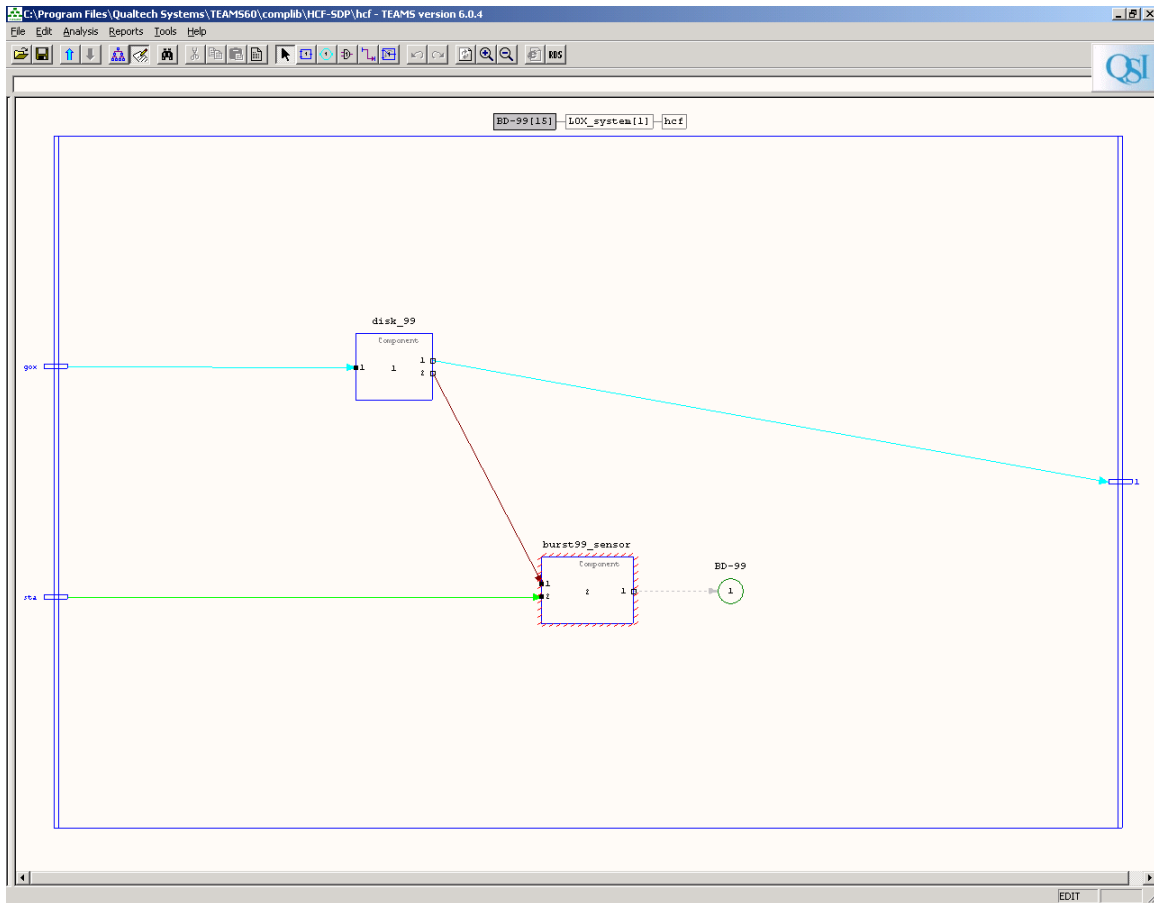 C:\Program Files\Qualtech Systems\TEAMS60\complib\HCF-SDP\hcf - TEAMS version 6.0.4
File Edit Analysis Reports Tools Help
RDS
QSI
BD-99[15] LOX_system[1] hcf
disk_99
Component
1
gox 1 1 2
1
burst99_sensor
Component
BD-99
1
sta 2 2 1 1
EDIT